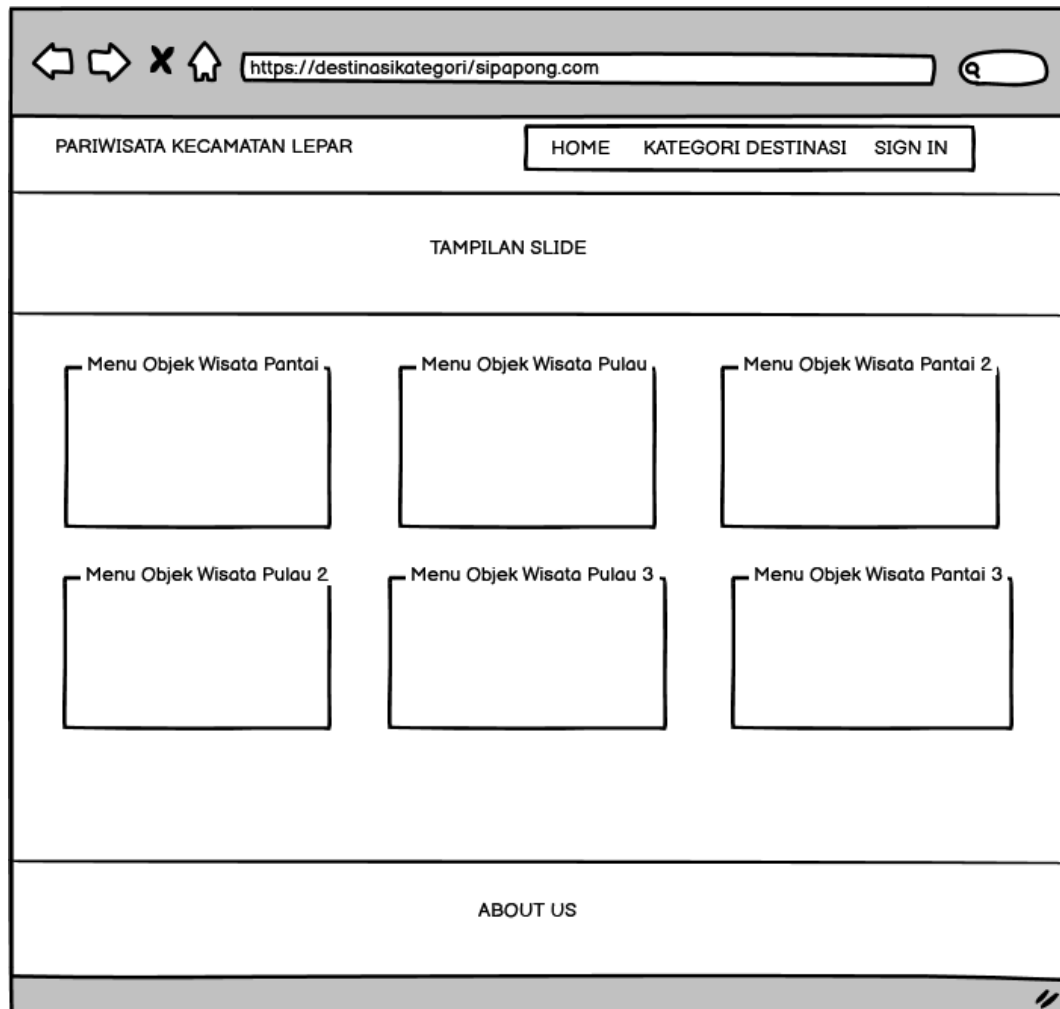 https://destinasikategori/sipapong.com
PARIWISATA KECAMATAN LEPAR
HOME KATEGORI DESTINASI SIGN IN
TAMPILAN SLIDE
Menu Objek Wisata Pantai
Menu Objek Wisata Pulau
Menu Objek Wisata Pantai 2
Menu Objek Wisata Pulau 2
Menu Objek Wisata Pulau 3
Menu Objek Wisata Pantai 3
ABOUT US